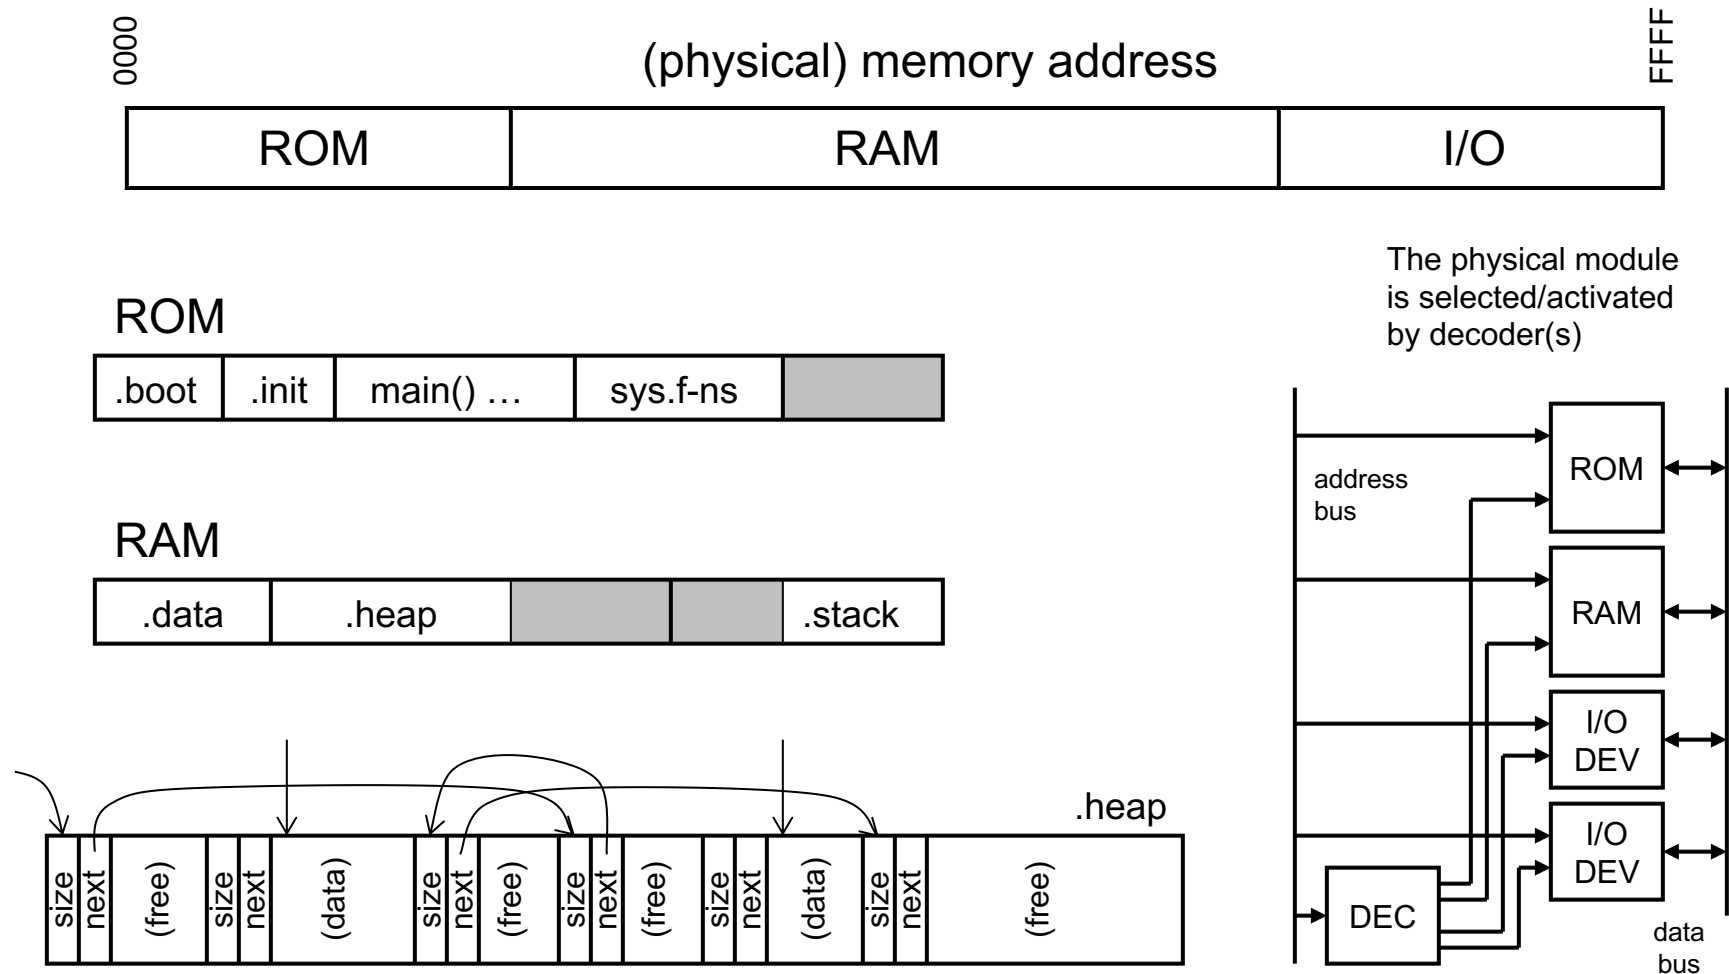 0000
(physical) memory address
FFFF
ROM
RAM
I/O
The physical module
is selected/activated
by decoder(s)
ROM
.boot
.init
main() …
sys.f-ns
RAM
.data
.heap
.stack
.heap
size
next
(free)
size
next
(data)
size
next
(free)
size
next
(free)
size
next
(data)
size
next
(free)
address
bus
ROM
RAM
I/O
DEV
I/O
DEV
DEC
data
bus